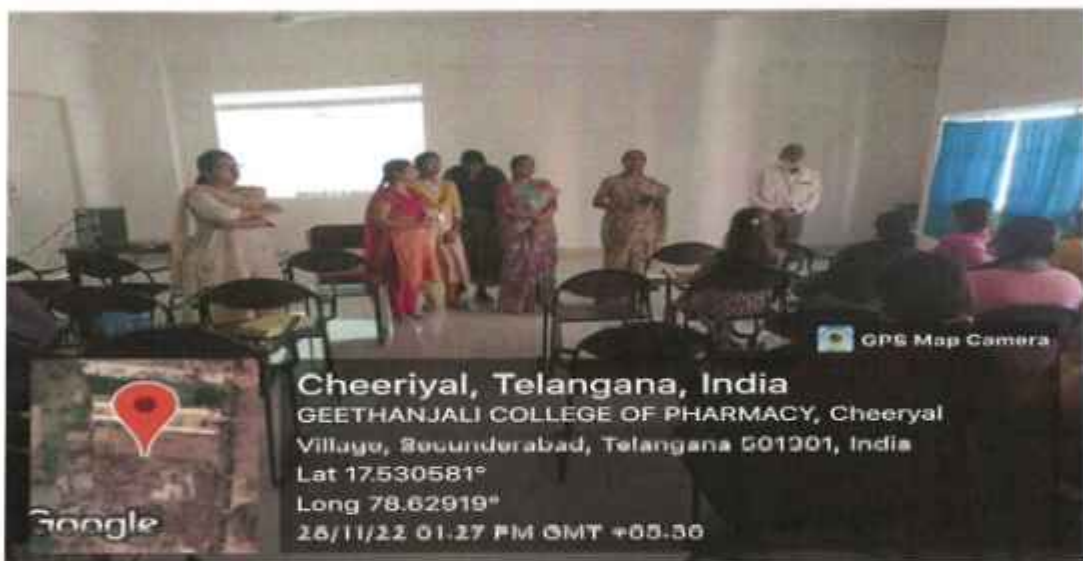 GPS Map Camera
Cheeriyal, Telangana, India
GEETHANJALI COLLEGE OF PHARMACY, Cheeryal
Village, Secunderabad, Telangana 501301, India
Lat 17.530581°
Long 78.62919°
28/11/22 01:27 PM GMT +05:30
Google